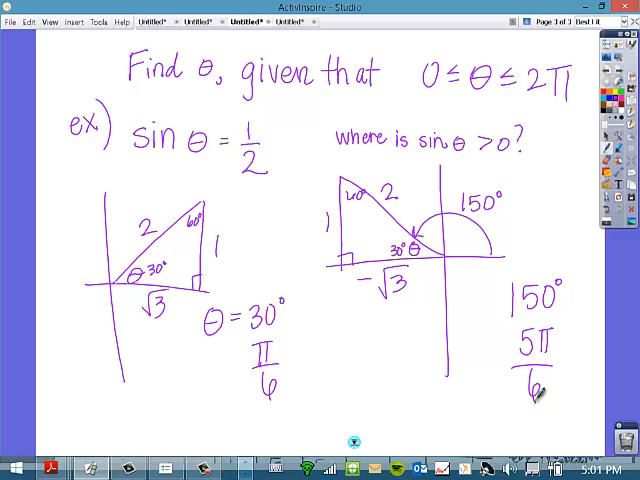 ActivInspire - Studio
File Edit View Insert Tools Help
Untitled* Untitled* Untitled* Untitled*
Page 3 of 3 Best fit
Find θ, given that 0 ≤ θ ≤ 2π
ex) sin θ = 1/2
where is sin θ > 0?
2 60° 1
θ 30°
√3
60° 2 150°
1
30° θ
-√3
θ = 30°
π/6
150°
5π/6
5:01 PM